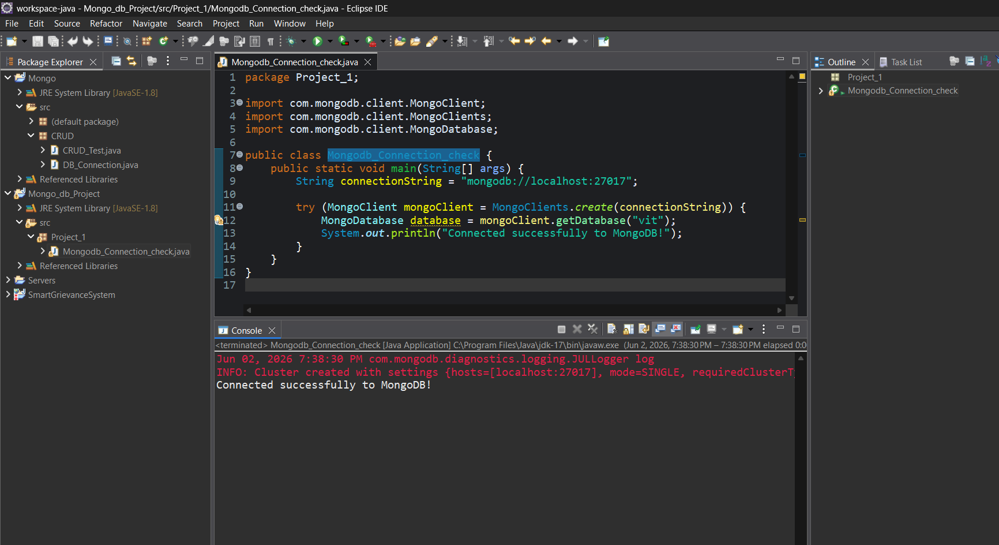 workspace-java - Mongo_db_Project/src/Project_1/Mongodb_Connection_check.java - Eclipse IDE
File Edit Source Refactor Navigate Search Project Run Window Help
Package Explorer
Mongo
JRE System Library [JavaSE-1.8]
src
(default package)
CRUD
CRUD_Test.java
DB_Connection.java
Referenced Libraries
Mongo_db_Project
JRE System Library [JavaSE-1.8]
src
Project_1
Mongodb_Connection_check.java
Referenced Libraries
Servers
SmartGrievanceSystem
Mongodb_Connection_check.java
1 package Project_1;
2
3 import com.mongodb.client.MongoClient;
4 import com.mongodb.client.MongoClients;
5 import com.mongodb.client.MongoDatabase;
6
7 public class Mongodb_Connection_check {
8 public static void main(String[] args) {
9 String connectionString = "mongodb://localhost:27017";
10
11 try (MongoClient mongoClient = MongoClients.create(connectionString)) {
12 MongoDatabase database = mongoClient.getDatabase("vit");
13 System.out.println("Connected successfully to MongoDB!");
14 }
15 }
16 }
17
Console
<terminated> Mongodb_Connection_check [Java Application] C:\Program Files\Java\jdk-17\bin\javaw.exe (Jun 2, 2026, 7:38:30 PM – 7:38:30 PM elapsed 0:0
Jun 02, 2026 7:38:30 PM com.mongodb.diagnostics.logging.JULLogger log
INFO: Cluster created with settings {hosts=[localhost:27017], mode=SINGLE, requiredClusterT
Connected successfully to MongoDB!
Outline Task List
Project_1
Mongodb_Connection_check